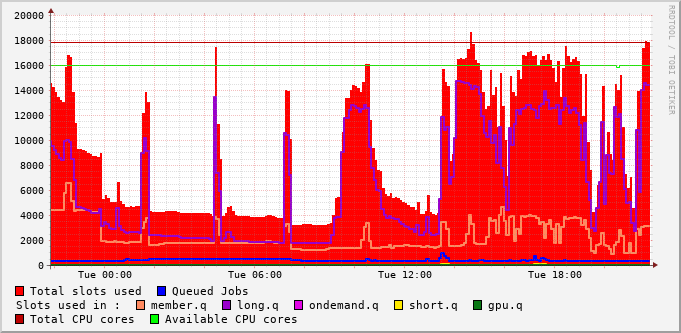 20000
18000
16000
14000
12000
10000
8000
6000
4000
2000
0
RRDTOOL / TOBI OETIKER
Tue 00:00 Tue 06:00 Tue 12:00 Tue 18:00
Total slots used Queued Jobs
Slots used in : member.q long.q ondemand.q short.q gpu.q
Total CPU cores Available CPU cores